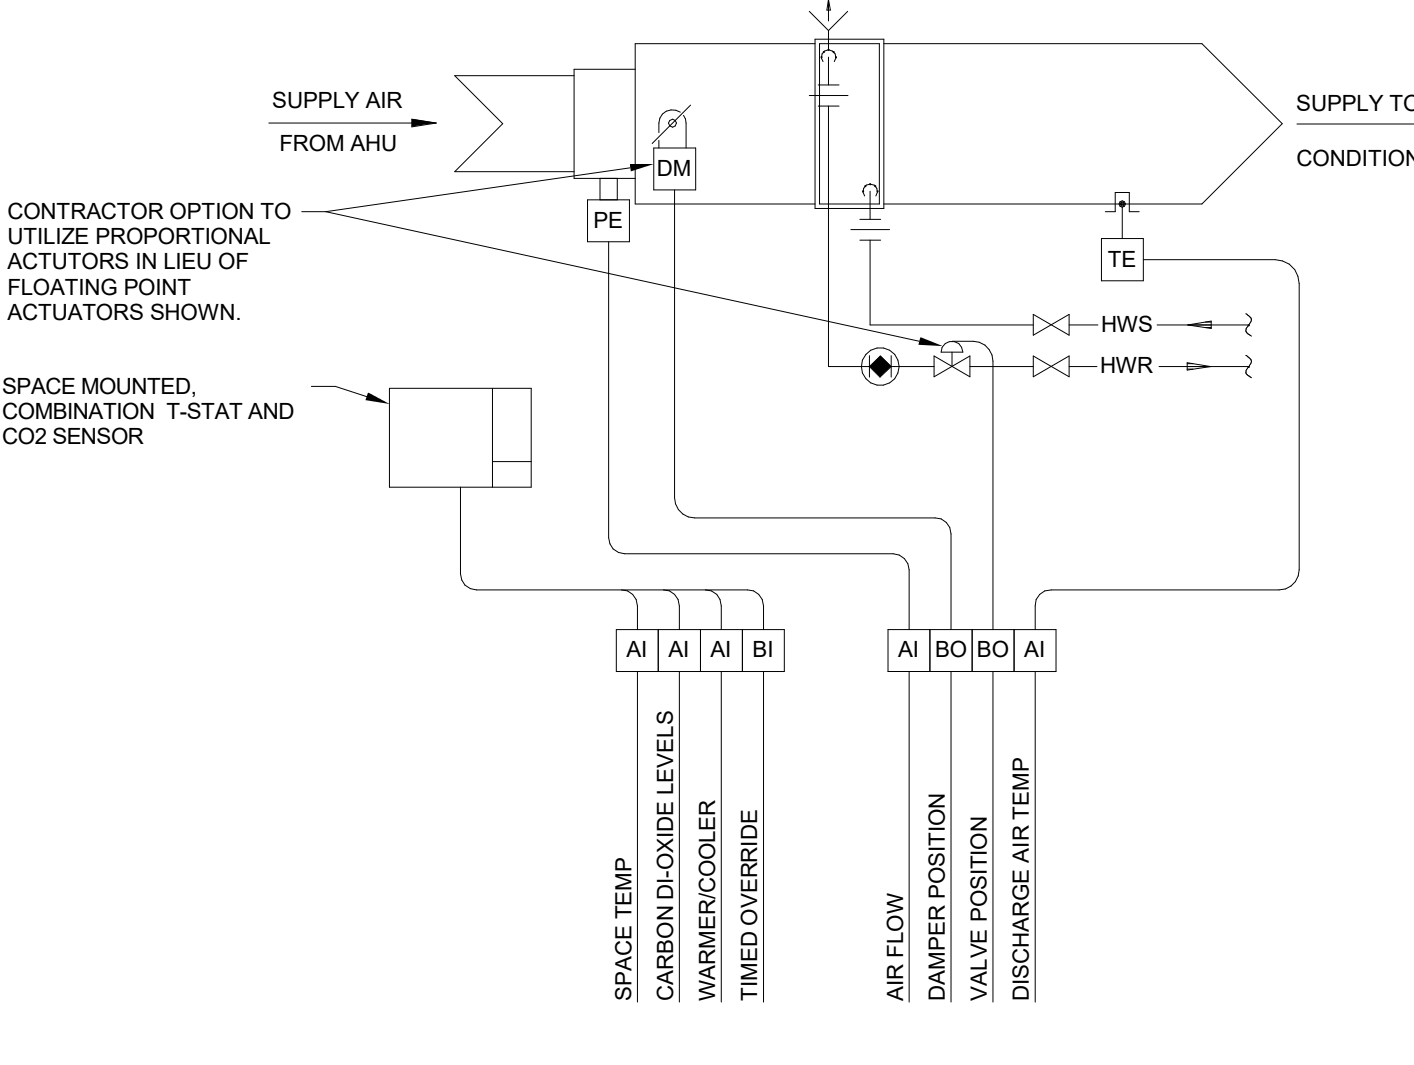 SUPPLY AIR
FROM AHU
SUPPLY TO
CONDITION
DM
PE
TE
CONTRACTOR OPTION TO
UTILIZE PROPORTIONAL
ACTUTORS IN LIEU OF
FLOATING POINT
ACTUATORS SHOWN.
HWS
HWR
SPACE MOUNTED,
COMBINATION T-STAT AND
CO2 SENSOR
AI AI AI BI
AI BO BO AI
SPACE TEMP
CARBON DI-OXIDE LEVELS
WARMER/COOLER
TIMED OVERRIDE
AIR FLOW
DAMPER POSITION
VALVE POSITION
DISCHARGE AIR TEMP